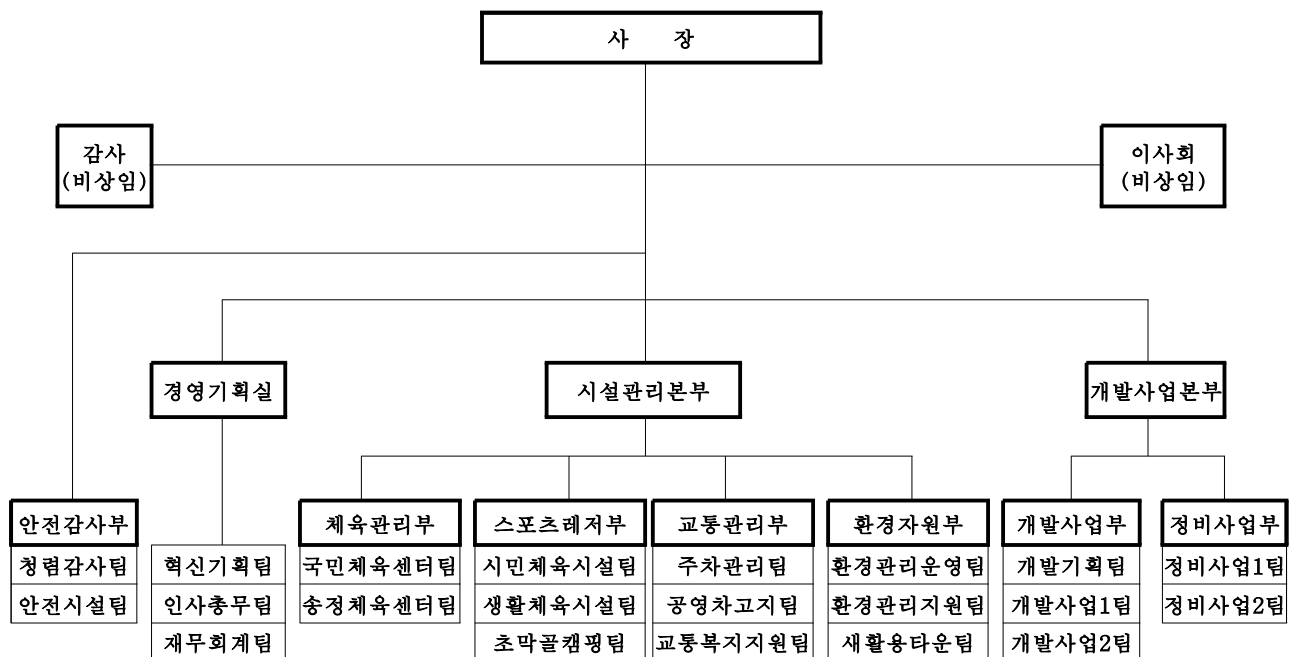 사 장
감사
(비상임)
이사회
(비상임)
경영기획실
시설관리본부
개발사업본부
안전감사부
체육관리부
스포츠레저부
교통관리부
환경자원부
개발사업부
정비사업부
청렴감사팀
혁신기획팀
국민체육센터팀
시민체육시설팀
주차관리팀
환경관리운영팀
개발기획팀
정비사업1팀
안전시설팀
인사총무팀
송정체육센터팀
생활체육시설팀
공영차고지팀
환경관리지원팀
개발사업1팀
정비사업2팀
재무회계팀
초막골캠핑팀
교통복지지원팀
새활용타운팀
개발사업2팀